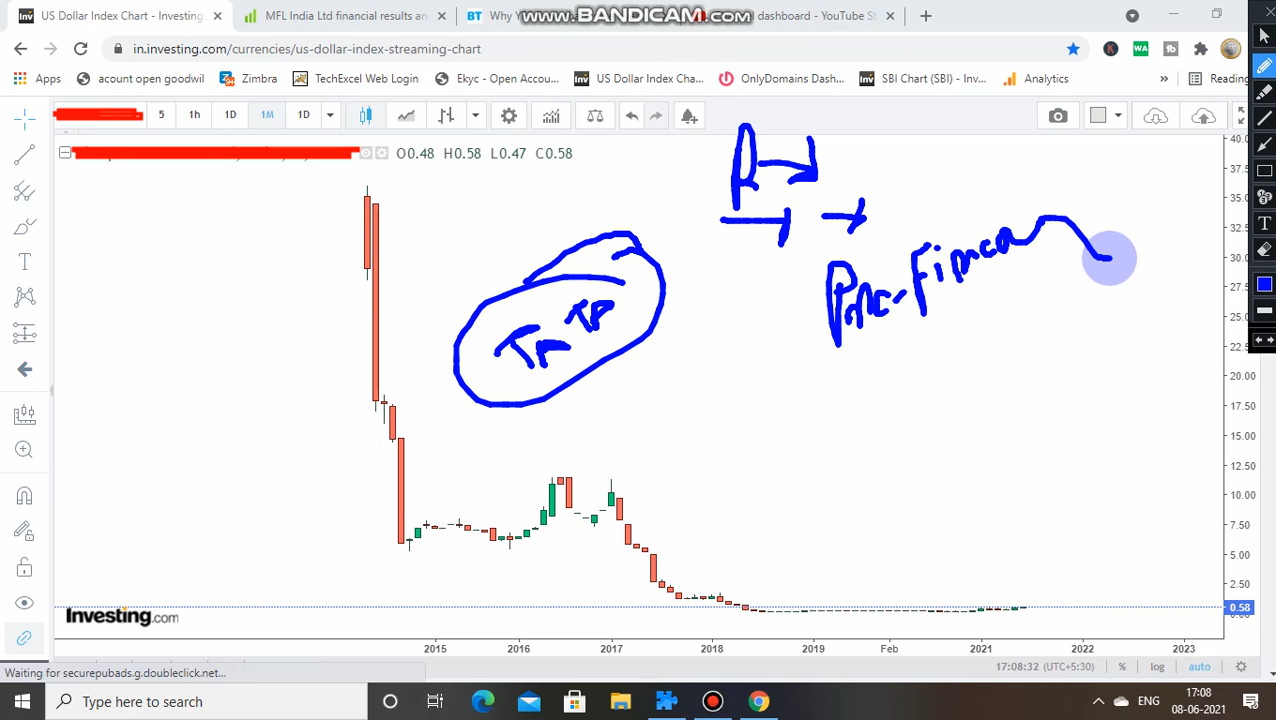 US Dollar Index Chart - Investing
MFL India Ltd financial results an
Why Y
www.BANDICAM.com
dashboard - YouTube St
in.investing.com/currencies/us-dollar-index-streaming-chart
Apps
acount open goodwil
Zimbra
TechExcel Web Login
Ekyc - Open Accou...
US Dollar Index Cha...
OnlyDomains Dash...
SBI Chart (SBI) - Inv...
Analytics
Reading
5 1h 1D 1M 1D
O0.48 H0.58 L0.47 C0.58
40.0
37.5
35.0
32.5
30.0
27.5
25.0
22.5
20.00
17.50
15.00
12.50
10.00
7.50
5.00
2.50
0.58
Investing.com
2015 2016 2017 2018 2019 Feb 2021 2022 2023
Waiting for securepubads.g.doubleclick.net...
17:08:32 (UTC+5:30) % log auto
Type here to search
ENG
17:08
08-06-2021